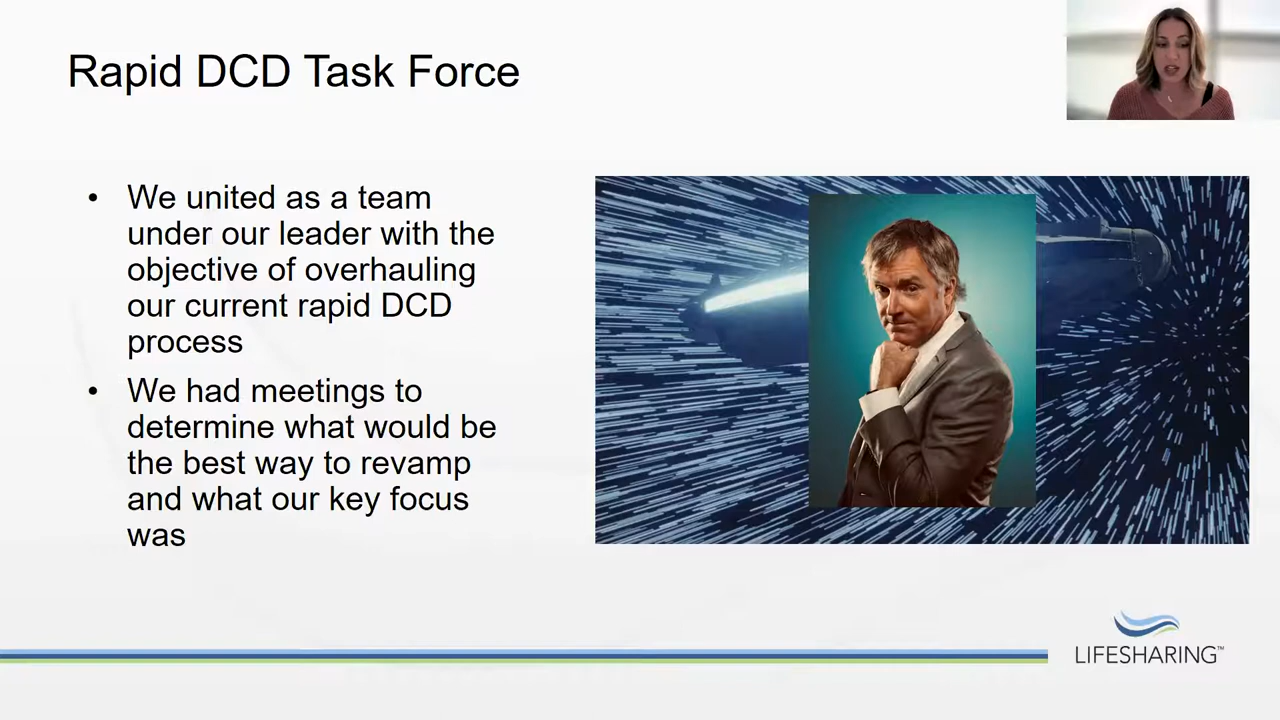 Rapid DCD Task Force
• We united as a team
under our leader with the
objective of overhauling
our current rapid DCD
process
• We had meetings to
determine what would be
the best way to revamp
and what our key focus
was
LIFESHARING™